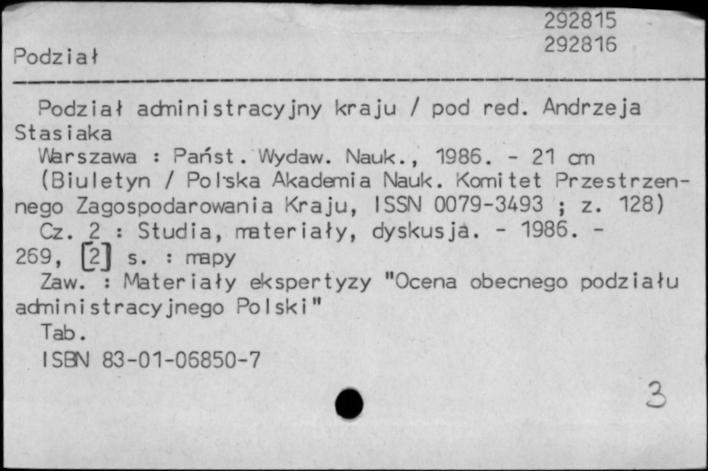 292815
292816
Podział
Podział administracyjny kraju / pod red. Andrzeja
Stasiaka
Warszawa : Państ. Wydaw. Nauk., 1986. - 21 cm
(Biuletyn / Polska Akademia Nauk. Komitet Przestrzen-
nego Zagospodarowania Kraju, ISSN 0079-3493 ; z. 128)
Cz. 2 : Studia, materiały, dyskusja. - 1986. -
269, [2] s. : mapy
Zaw. : Materiały ekspertyzy "Ocena obecnego podziału
administracyjnego Polski"
Tab.
ISBN 83-01-06850-7
3